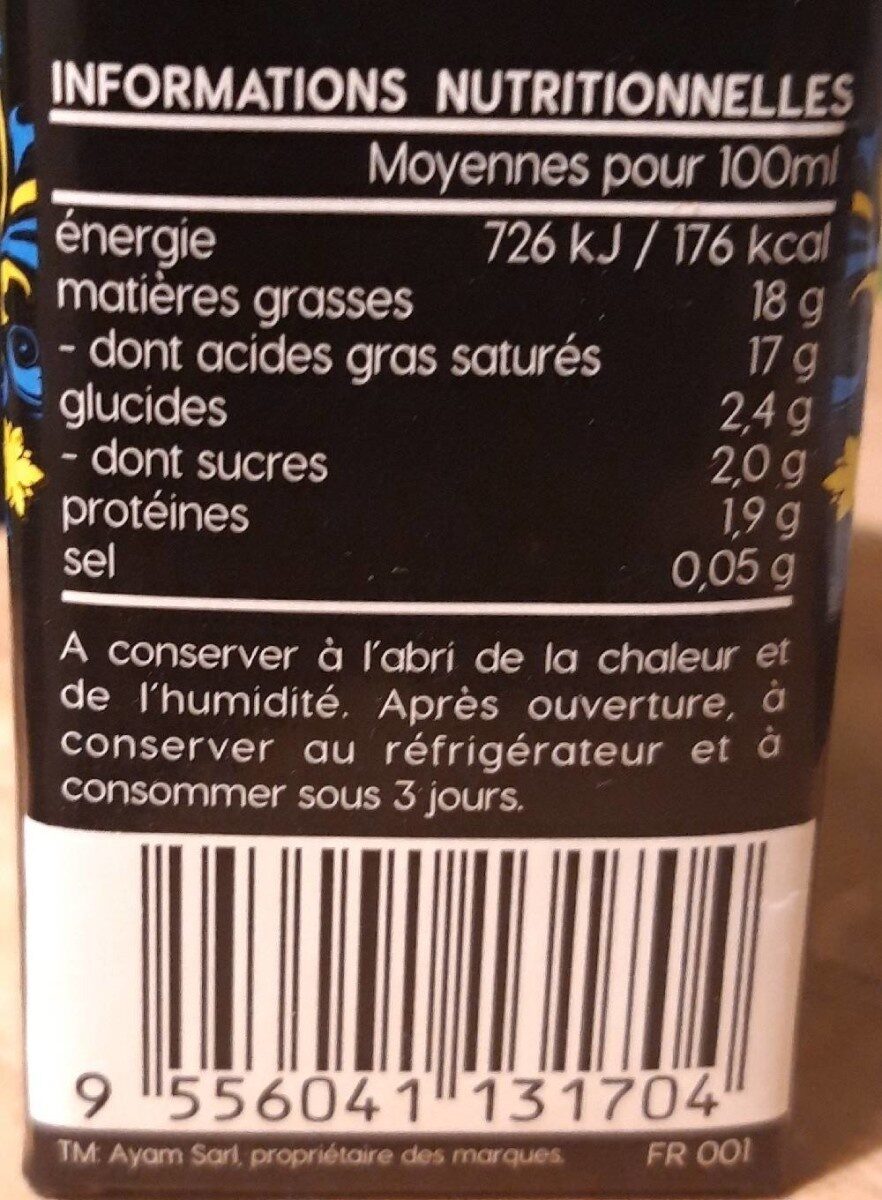 INFORMATIONS NUTRITIONNELLES
Moyennes pour 100ml
énergie 726 kJ / 176 kcal
matières grasses 18 g
- dont acides gras saturés 17 g
glucides 2,4 g
- dont sucres 2,0 g
protéines 1,9 g
sel 0,05 g
A conserver à l'abri de la chaleur et
de l'humidité. Après ouverture, à
conserver au réfrigérateur et à
consommer sous 3 jours.
9 556041 131704
TM: Ayam Sarl, propriétaire des marques. FR 001